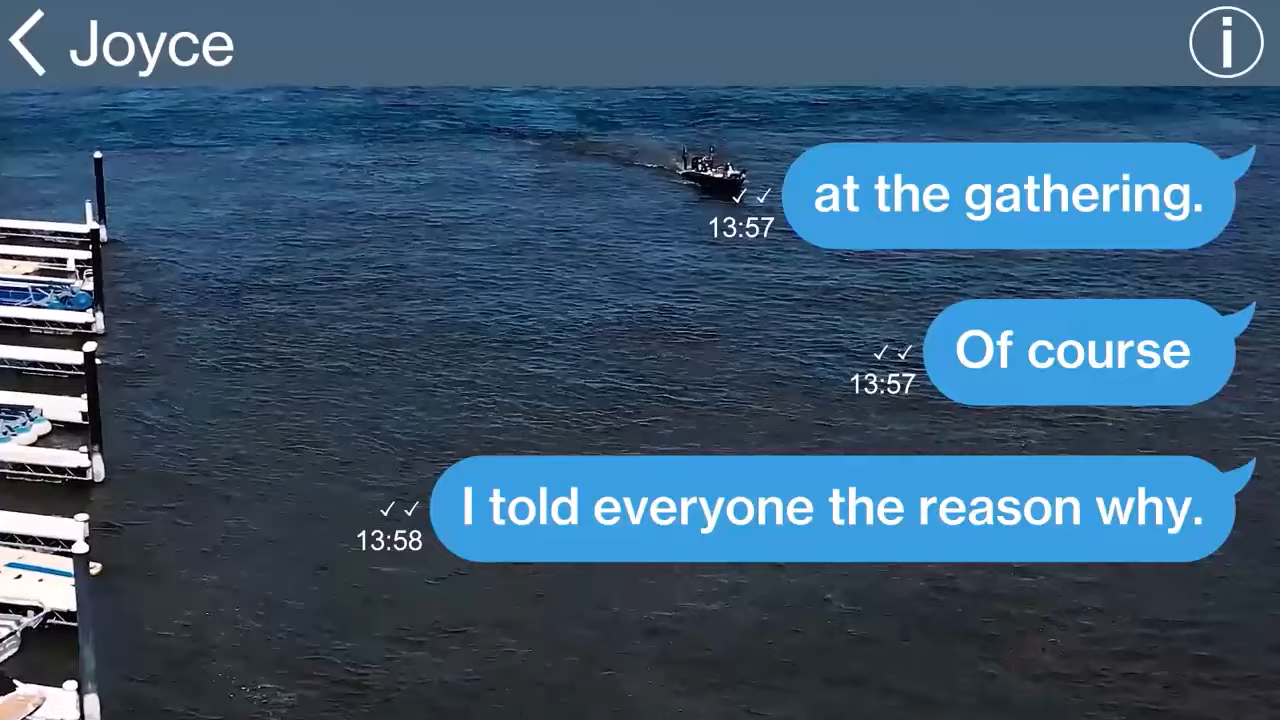 Joyce
at the gathering.
13:57
Of course
13:57
I told everyone the reason why.
13:58